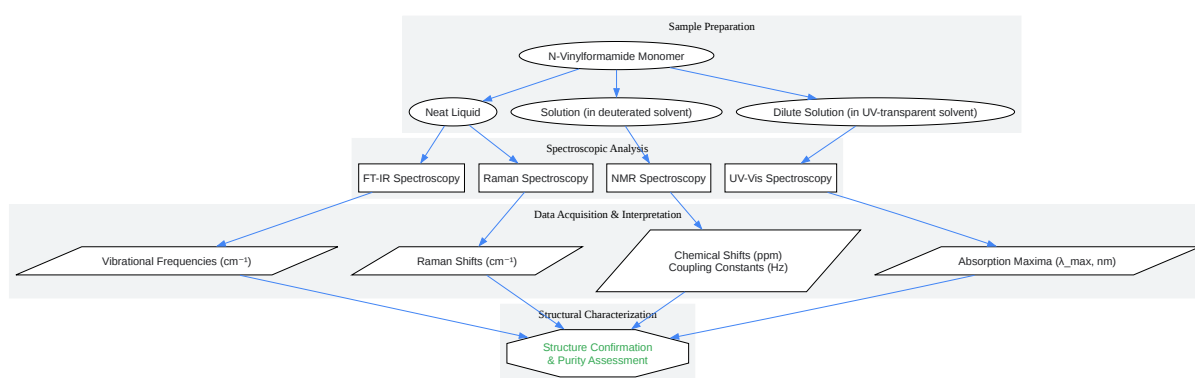 Sample Preparation
N-Vinylformamide Monomer
Neat Liquid
Solution (in deuterated solvent)
Dilute Solution (in UV-transparent solvent)
Spectroscopic Analysis
FT-IR Spectroscopy
Raman Spectroscopy
NMR Spectroscopy
UV-Vis Spectroscopy
Data Acquisition & Interpretation
Vibrational Frequencies (cm⁻¹)
Raman Shifts (cm⁻¹)
Chemical Shifts (ppm)
Coupling Constants (Hz)
Absorption Maxima (λ_max, nm)
Structural Characterization
Structure Confirmation
& Purity Assessment